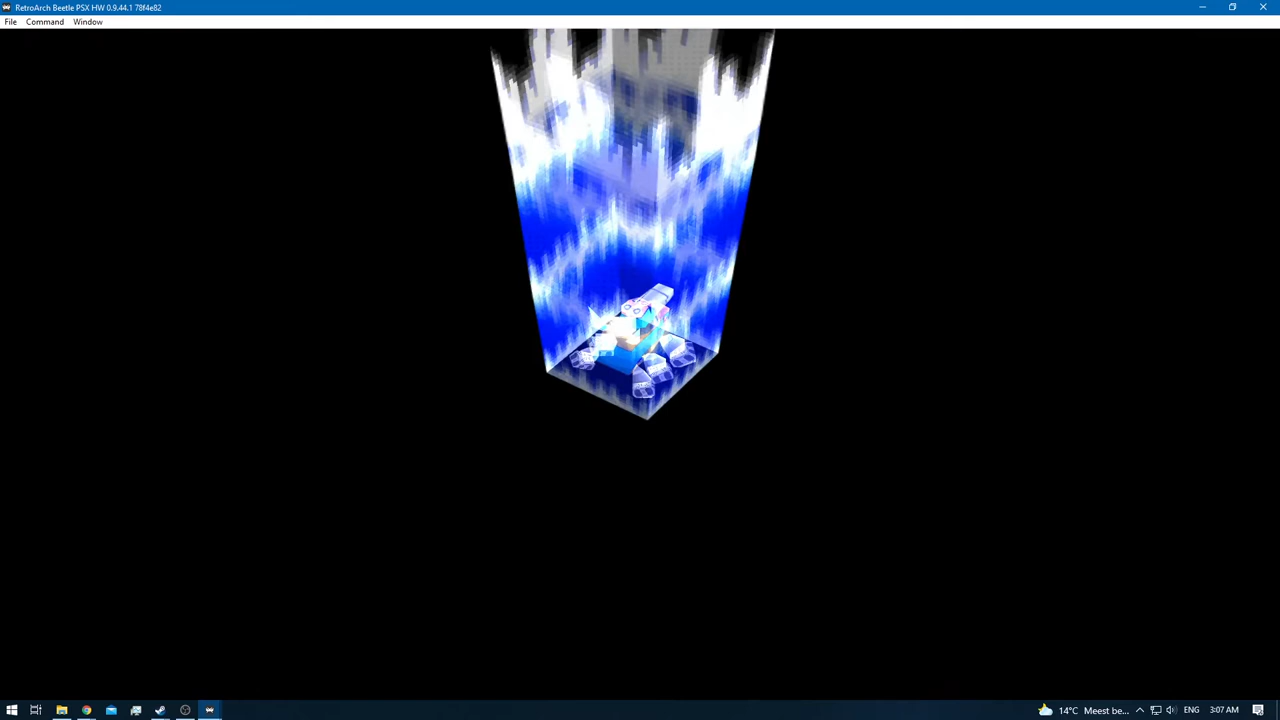 RetroArch Beetle PSX HW 0.9.44.1 78f4e82
File Command Window
14°C Meest be... ENG 3:07 AM